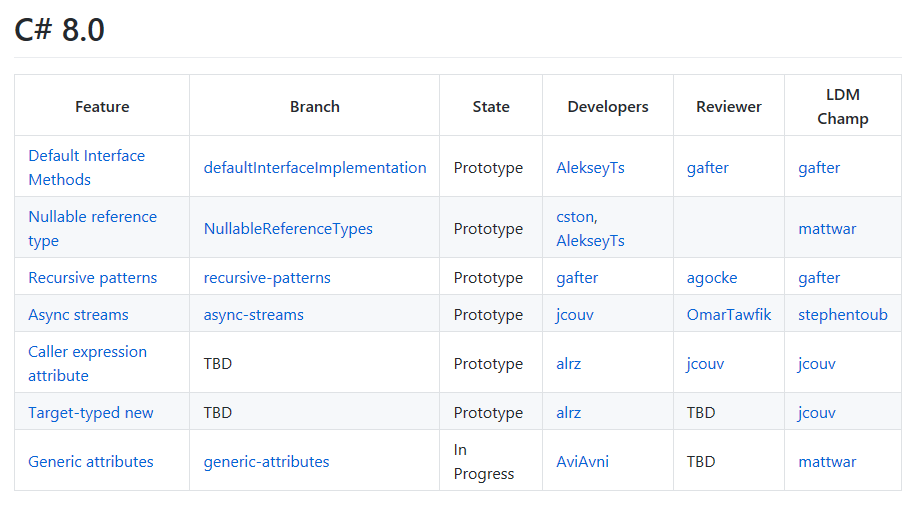 C# 8.0
Feature Branch State Developers Reviewer LDM Champ
Default Interface Methods defaultInterfaceImplementation Prototype AlekseyTs gafter gafter
Nullable reference type NullableReferenceTypes Prototype cston, AlekseyTs mattwar
Recursive patterns recursive-patterns Prototype gafter agocke gafter
Async streams async-streams Prototype jcouv OmarTawfik stephentoub
Caller expression attribute TBD Prototype alrz jcouv jcouv
Target-typed new TBD Prototype alrz TBD jcouv
Generic attributes generic-attributes In Progress AviAvni TBD mattwar